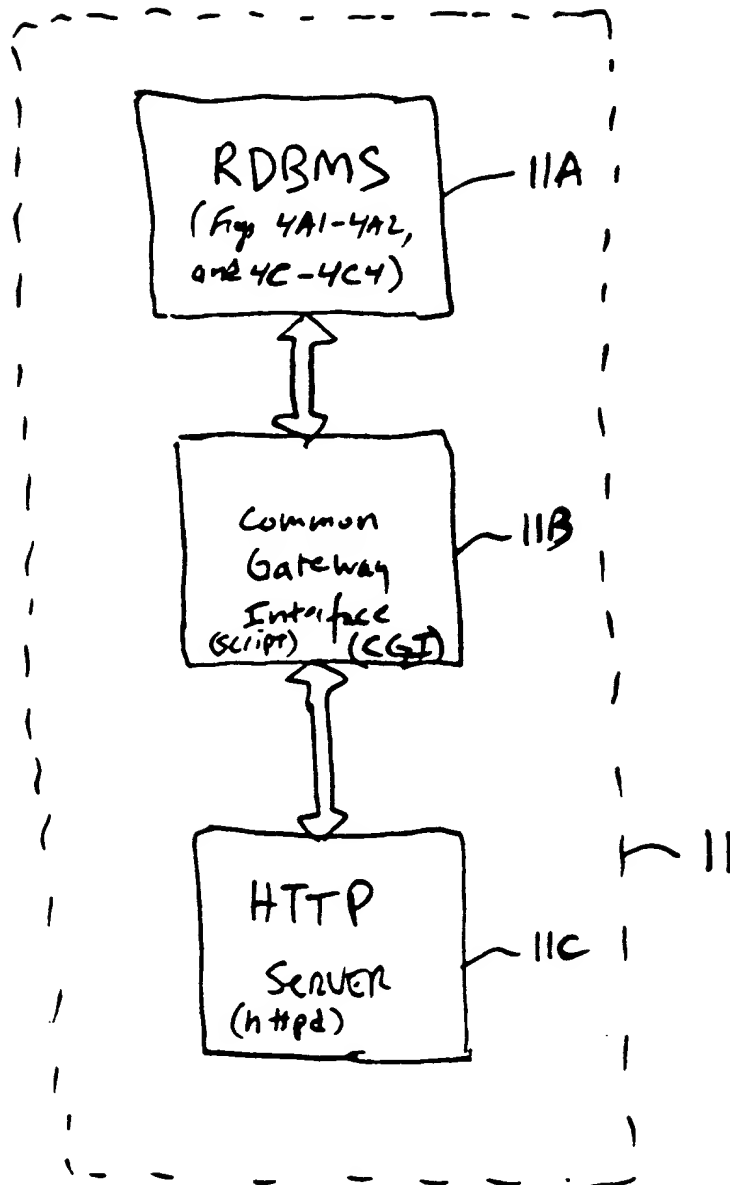 RDBMS
11A
(Figs 4A1-4A2,
and 4C-4C4)
Common
11B
Gateway
Interface
(script) (CGI)
11
HTTP
11C
SERVER
(httpd)